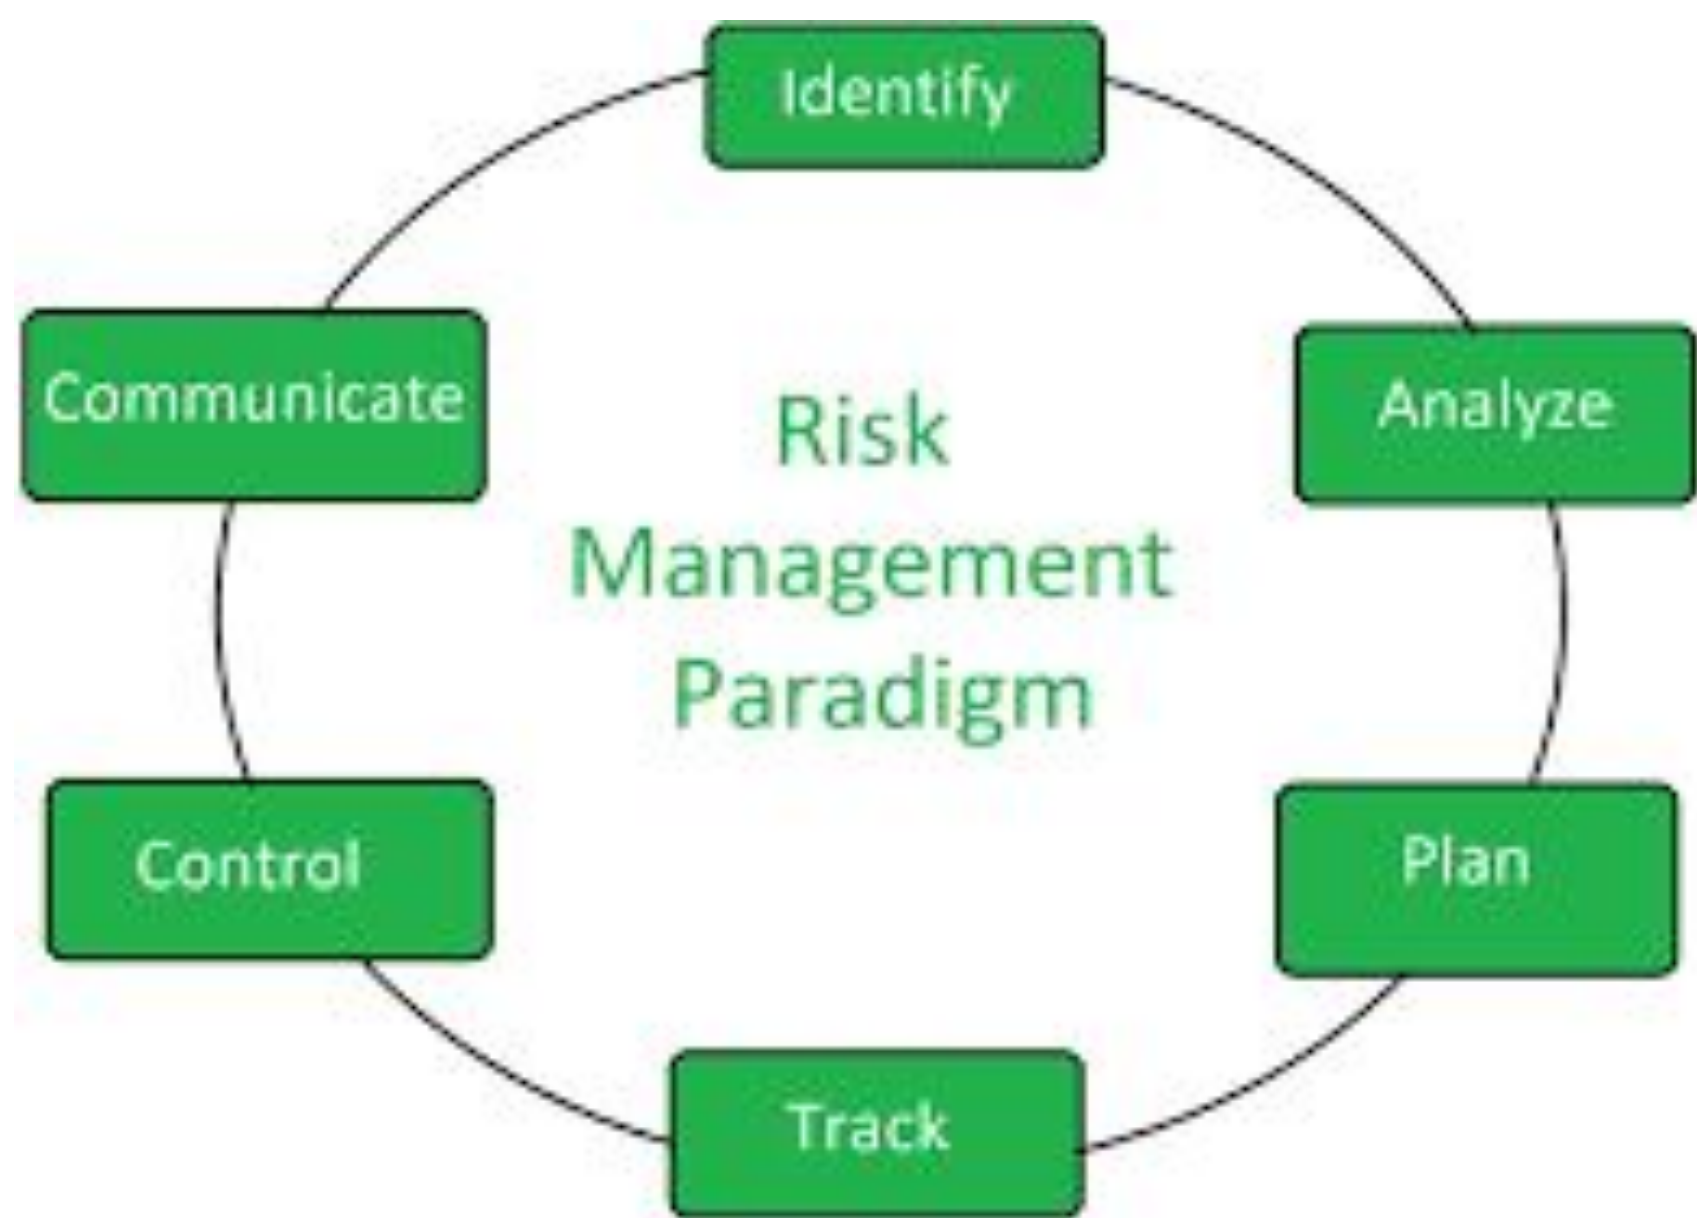 Identify
Communicate
Analyze
Risk
Management
Paradigm
Control
Plan
Track